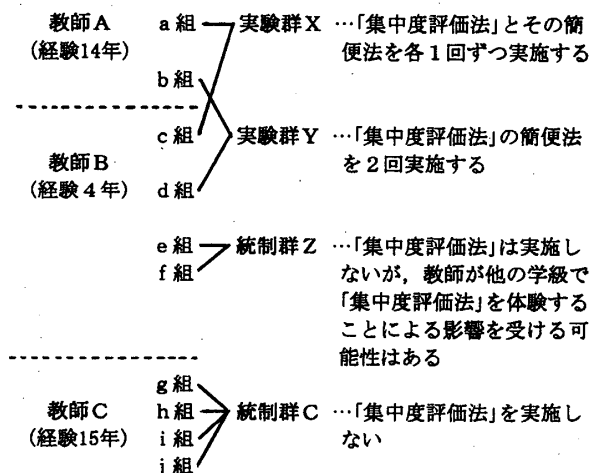 教師A a組 実験群X …「集中度評価法」とその簡
(経験14年) 便法を各1回ずつ実施する
b組
c組 実験群Y …「集中度評価法」の簡便法
教師B を2回実施する
(経験4年) d組
e組 統制群Z …「集中度評価法」は実施し
f組 ないが,教師が他の学級で
「集中度評価法」を体験する
ことによる影響を受ける可
能性はある
g組
教師C h組 統制群C …「集中度評価法」を実施し
(経験15年) i組 ない
j組